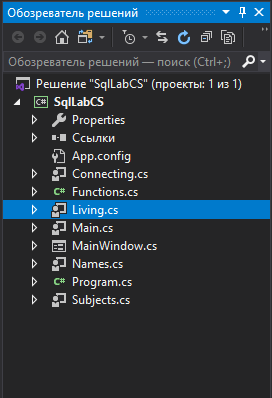 Обозреватель решений
Обозреватель решений — поиск (Ctrl+;)
Решение "SqlLabCS" (проекты: 1 из 1)
C# SqlLabCS
Properties
Ссылки
App.config
Connecting.cs
C# Functions.cs
Living.cs
Main.cs
MainWindow.cs
Names.cs
C# Program.cs
Subjects.cs